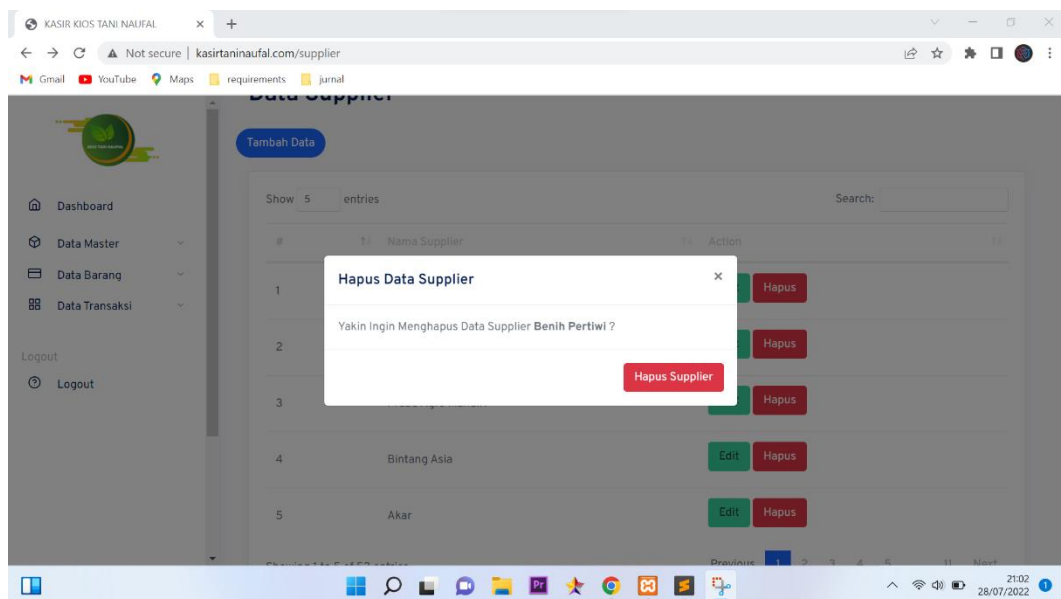 KASIR KIOS TANI NAUFAL
Not secure | kasirtaninaufal.com/supplier
Gmail YouTube Maps requirements jurnal
Data Supplier
Tambah Data
Show 5 entries Search:
# Nama Supplier Action
Hapus Data Supplier ×
1 Hapus
Yakin Ingin Menghapus Data Supplier Benih Pertiwi ?
2 Hapus
Hapus Supplier
3 Hapus
4 Bintang Asia Edit Hapus
5 Akar Edit Hapus
Previous 1 2 3 4 5 11 Next
Dashboard
Data Master
Data Barang
Data Transaksi
Logout
Logout
Pr
21:02
28/07/2022 1